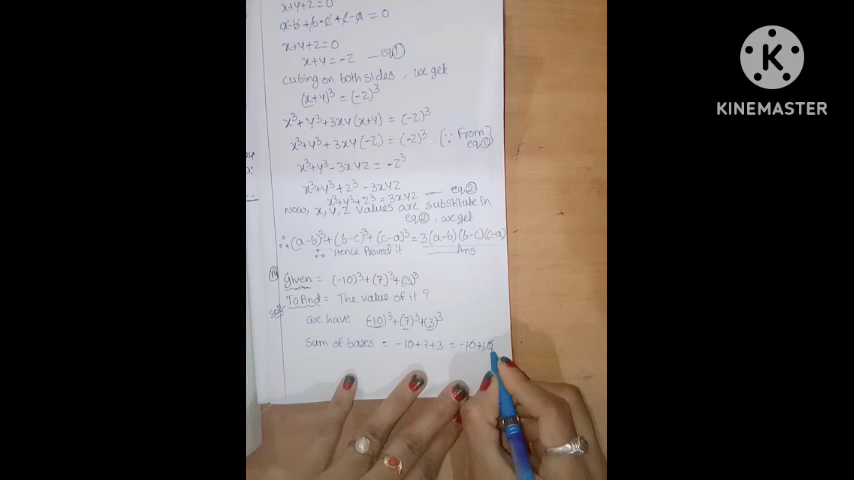 x+y+z=0
a-b+b-c+c-a=0
x+y+z=0
x+y=-z —eq①
cubing on both sides, we get
(x+y)³=(-z)³
x³+y³+3xy(x+y)=(-z)³
x³+y³+3xy(-z)=(-z)³ [∵ From eq①]
x³+y³-3xyz=-z³
x³+y³+z³-3xyz
x³+y³+z³=3xyz — eq②
Now, x, y, z values are substitute in
eq②, we get
∴(a-b)³+(b-c)³+(c-a)³=3(a-b)(b-c)(c-a)
∴ Hence Proved it Ans
Given = (-10)³+(7)³+(3)³
To Find = The value of it?
Sol:
we have (-10)³+(7)³+(3)³
Sum of bases = -10+7+3=-10+10
KINEMASTER